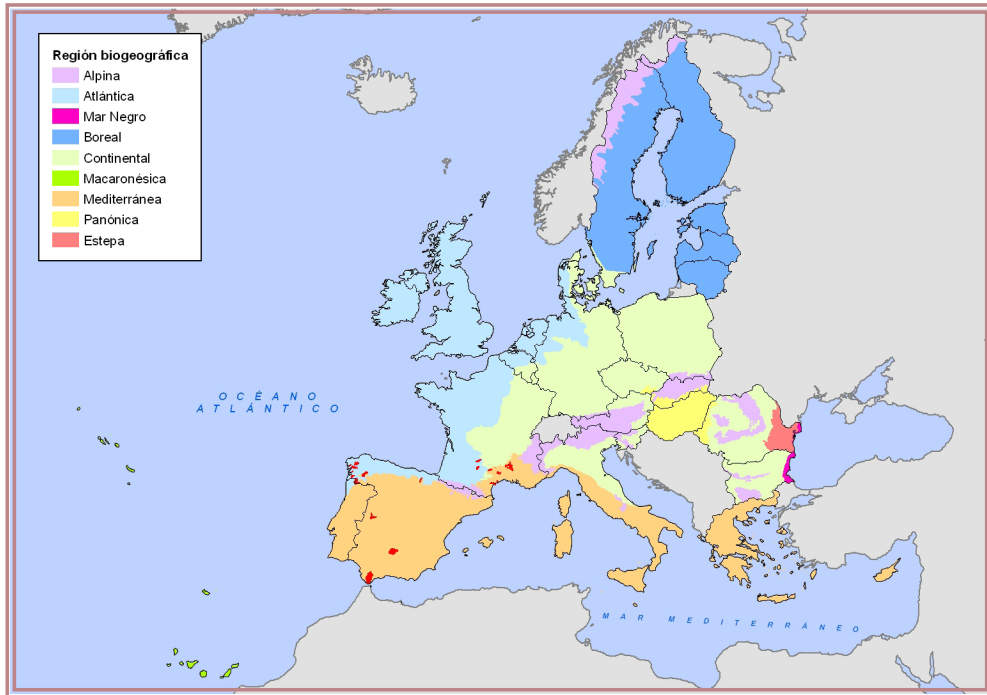 Región biogeográfica
Alpina
Atlántica
Mar Negro
Boreal
Continental
Macaronésica
Mediterránea
Panónica
Estepa
OCÉANO
ATLÁNTICO
MAR MEDITERRÁNEO